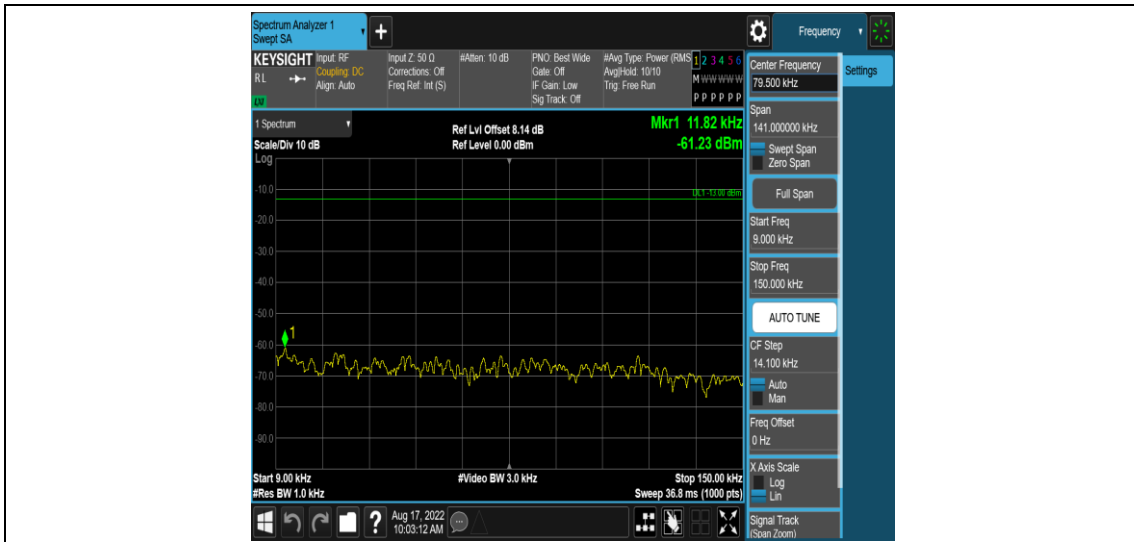 Spectrum Analyzer 1
Swept SA
+
Frequency
KEYSIGHT
RL
LXI
Input: RF
Coupling: DC
Align: Auto
Input Z: 50 Ω
Corrections: Off
Freq Ref: Int (S)
#Atten: 10 dB
PNO: Best Wide
Gate: Off
IF Gain: Low
Sig Track: Off
#Avg Type: Power (RMS
Avg|Hold: 10/10
Trig: Free Run
1 2 3 4 5 6
M W W W W W
P P P P P P
1 Spectrum
Scale/Div 10 dB
Log
Ref Lvl Offset 8.14 dB
Ref Level 0.00 dBm
Mkr1 11.82 kHz
-61.23 dBm
DL1 -13.00 dBm
-10.0
-20.0
-30.0
-40.0
-50.0
-60.0
-70.0
-80.0
-90.0
1
Start 9.00 kHz
#Res BW 1.0 kHz
#Video BW 3.0 kHz
Stop 150.00 kHz
Sweep 36.8 ms (1000 pts)
Center Frequency
79.500 kHz
Settings
Span
141.000000 kHz
Swept Span
Zero Span
Full Span
Start Freq
9.000 kHz
Stop Freq
150.000 kHz
AUTO TUNE
CF Step
14.100 kHz
Auto
Man
Freq Offset
0 Hz
X Axis Scale
Log
Lin
Signal Track
(Span Zoom)
?
Aug 17, 2022
10:03:12 AM